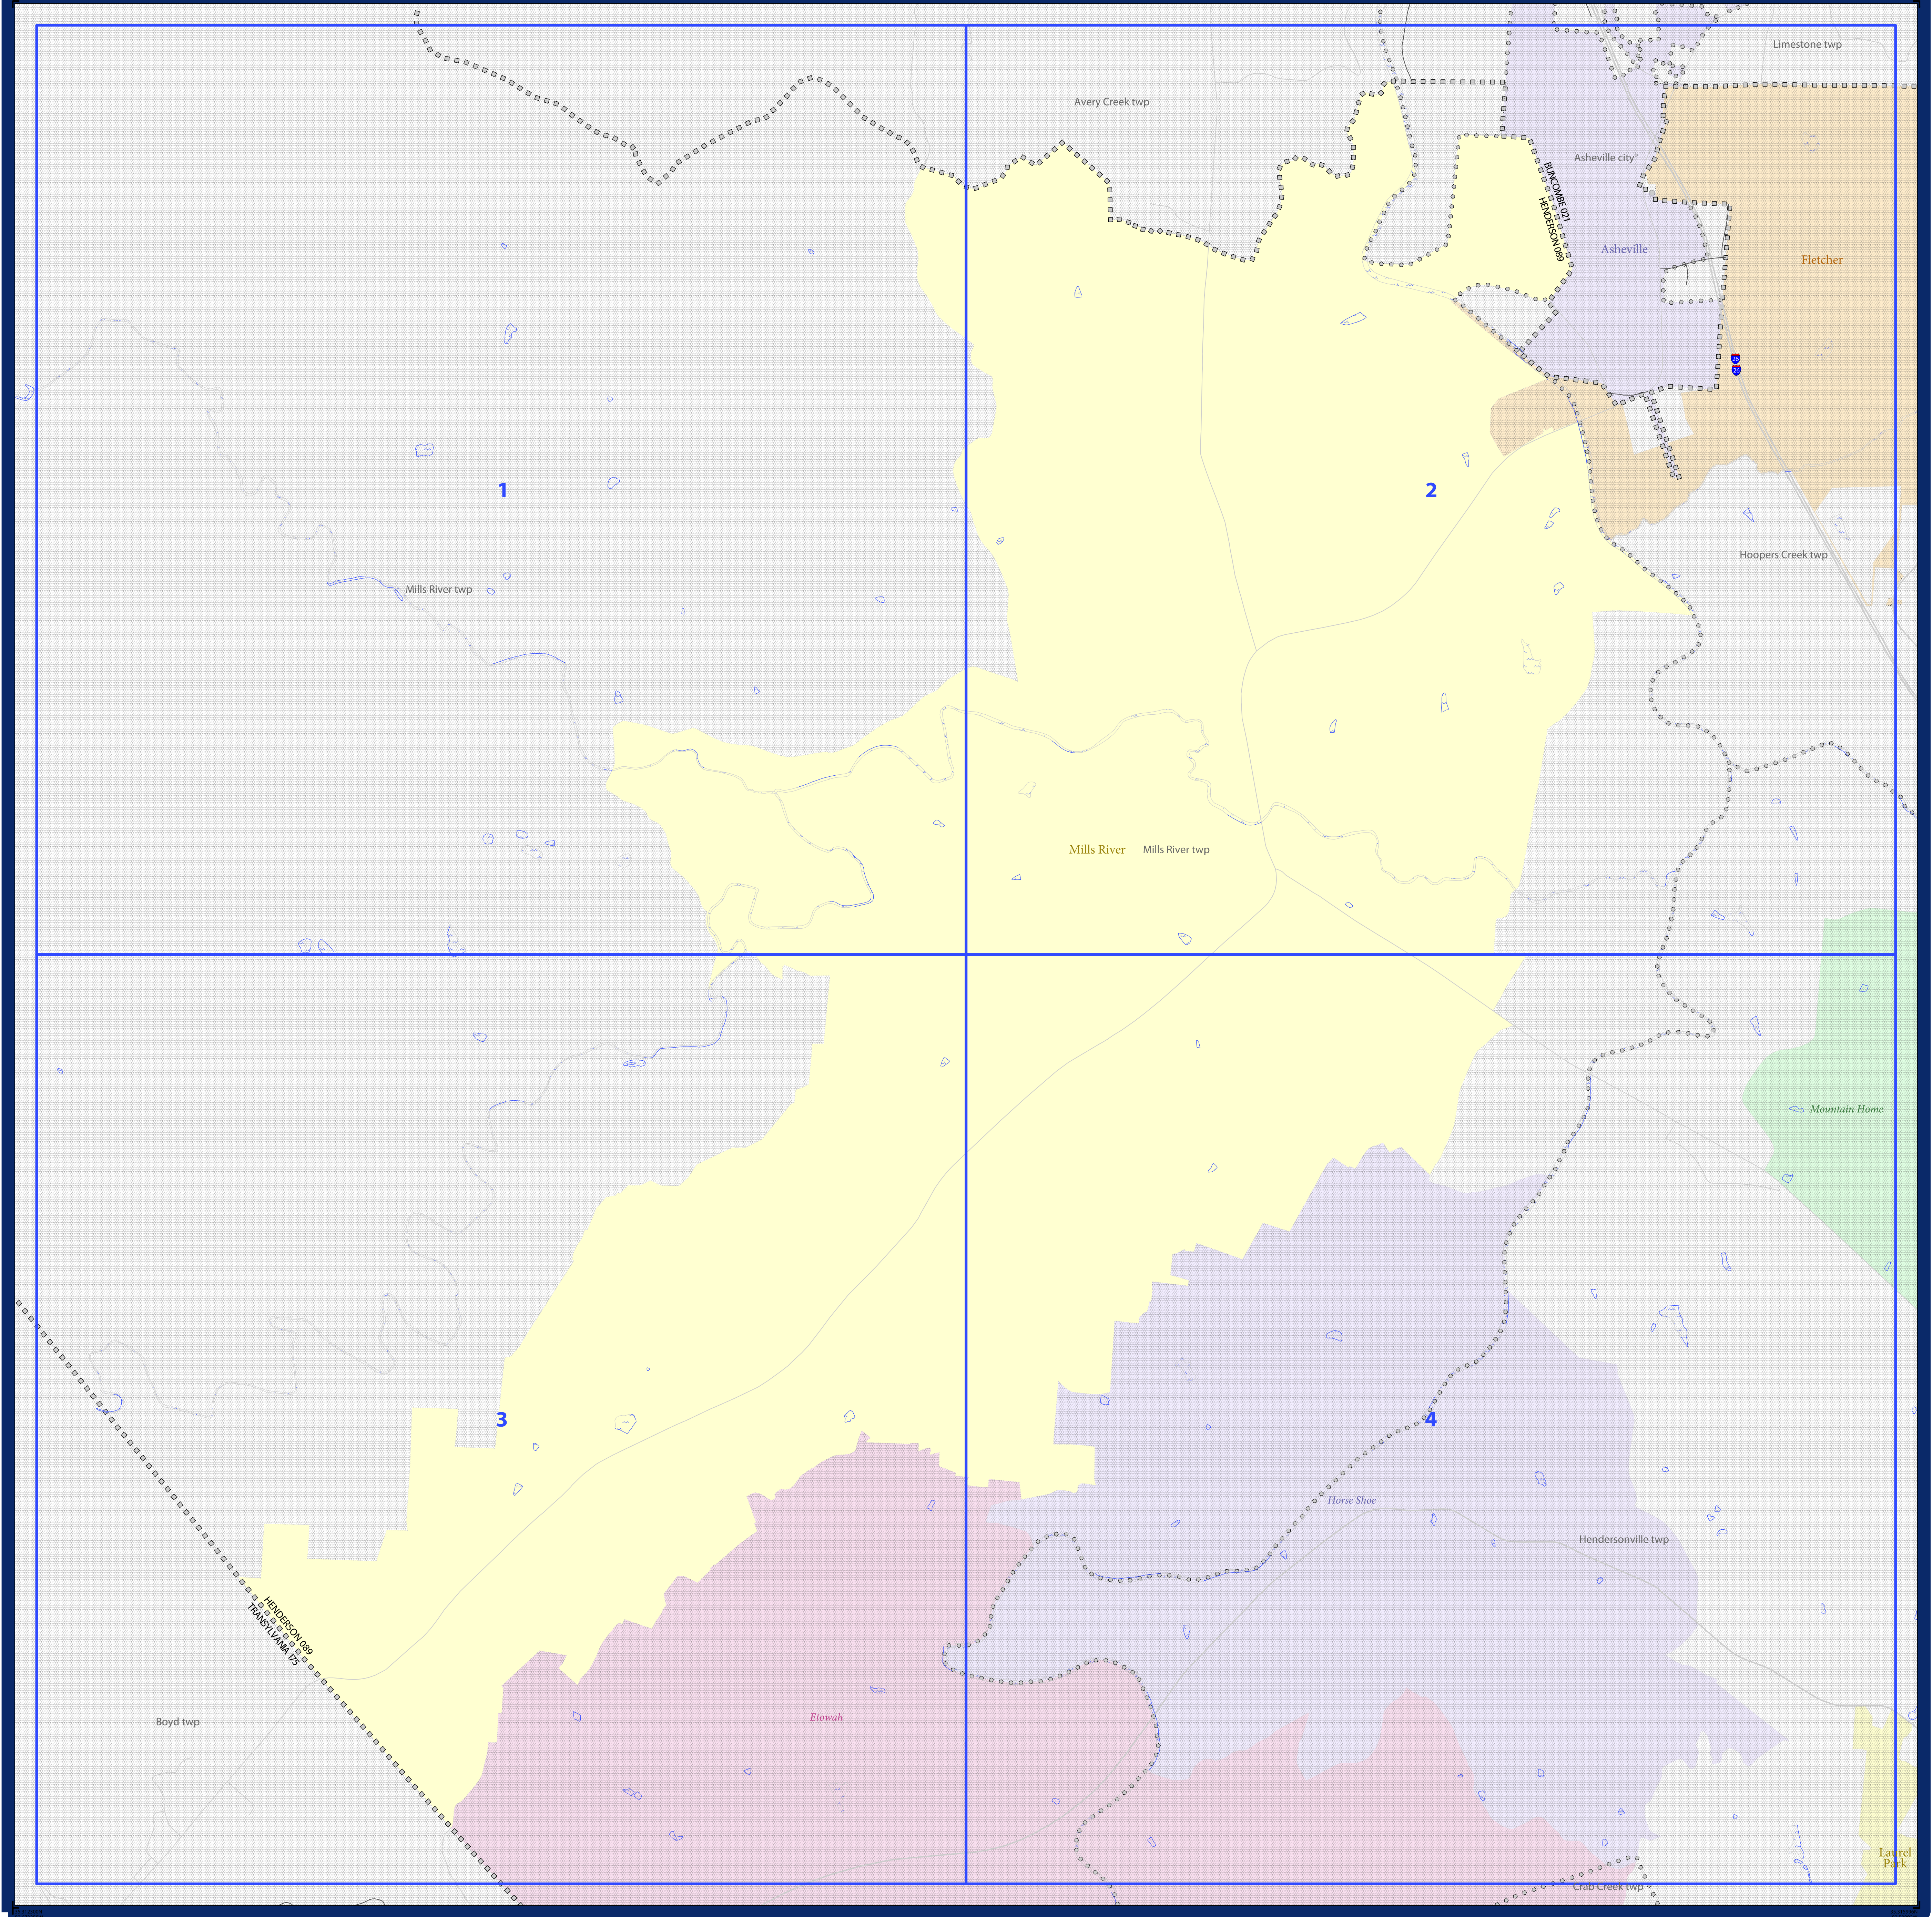 Limestone twp
Avery Creek twp
Asheville city°
BUNCOMBE 021
HENDERSON 089
Asheville
Fletcher
26
26
1
2
Hoopers Creek twp
Mills River twp
Mills River
Mills River twp
Mountain Home
3
4
Horse Shoe
Hendersonville twp
HENDERSON 089
TRANSYLVANIA 175
Etowah
Boyd twp
Laurel
Park
Crab Creek twp